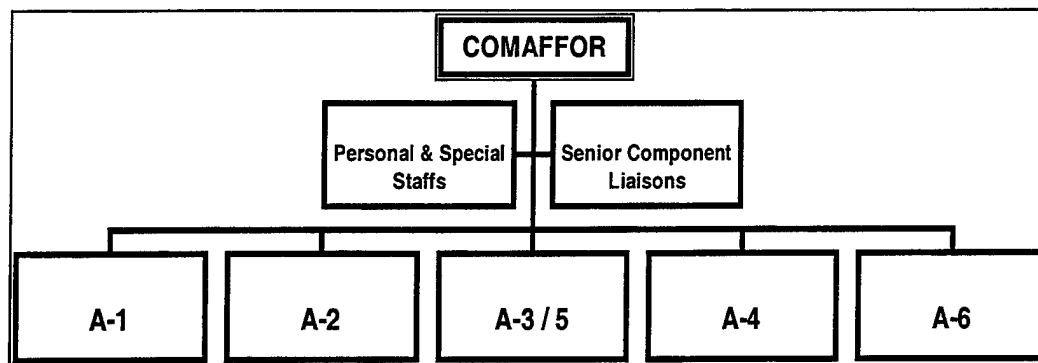 COMAFFOR
Personal & Special
Staffs
Senior Component
Liaisons
A-1
A-2
A-3 / 5
A-4
A-6